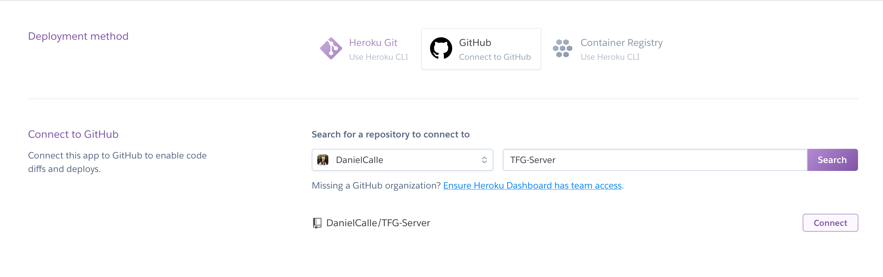 Deployment method
Heroku Git
Use Heroku CLI
GitHub
Connect to GitHub
Container Registry
Use Heroku CLI
Connect to GitHub
Connect this app to GitHub to enable code
diffs and deploys.
Search for a repository to connect to
DanielCalle
TFG-Server
Search
Missing a GitHub organization? Ensure Heroku Dashboard has team access.
DanielCalle/TFG-Server
Connect